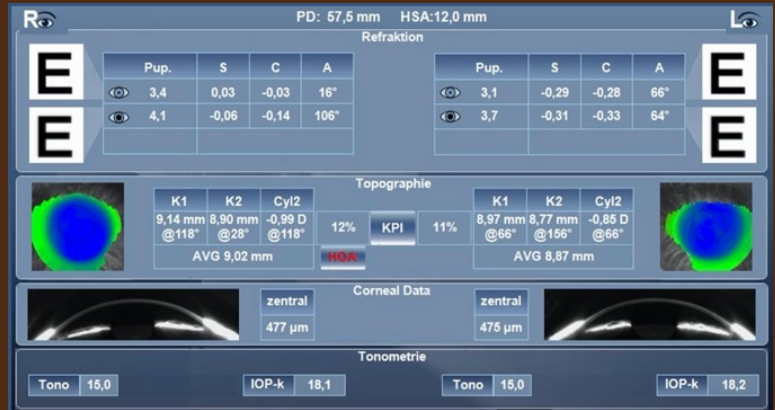 R PD: 57,5 mm HSA:12,0 mm L
Refraktion
E Pup. S C A Pup. S C A E
3,4 0,03 -0,03 16° 3,1 -0,29 -0,28 66°
E 4,1 -0,06 -0,14 106° 3,7 -0,31 -0,33 64° E
Topographie
K1 K2 Cyl2 K1 K2 Cyl2
9,14 mm 8,90 mm -0,99 D 12% KPI 11% 8,97 mm 8,77 mm -0,85 D
@118° @28° @118° @66° @156° @66°
AVG 9,02 mm HOA AVG 8,87 mm
Corneal Data
zentral zentral
477 µm 475 µm
Tonometrie
Tono 15,0 IOP-k 18,1 Tono 15,0 IOP-k 18,2